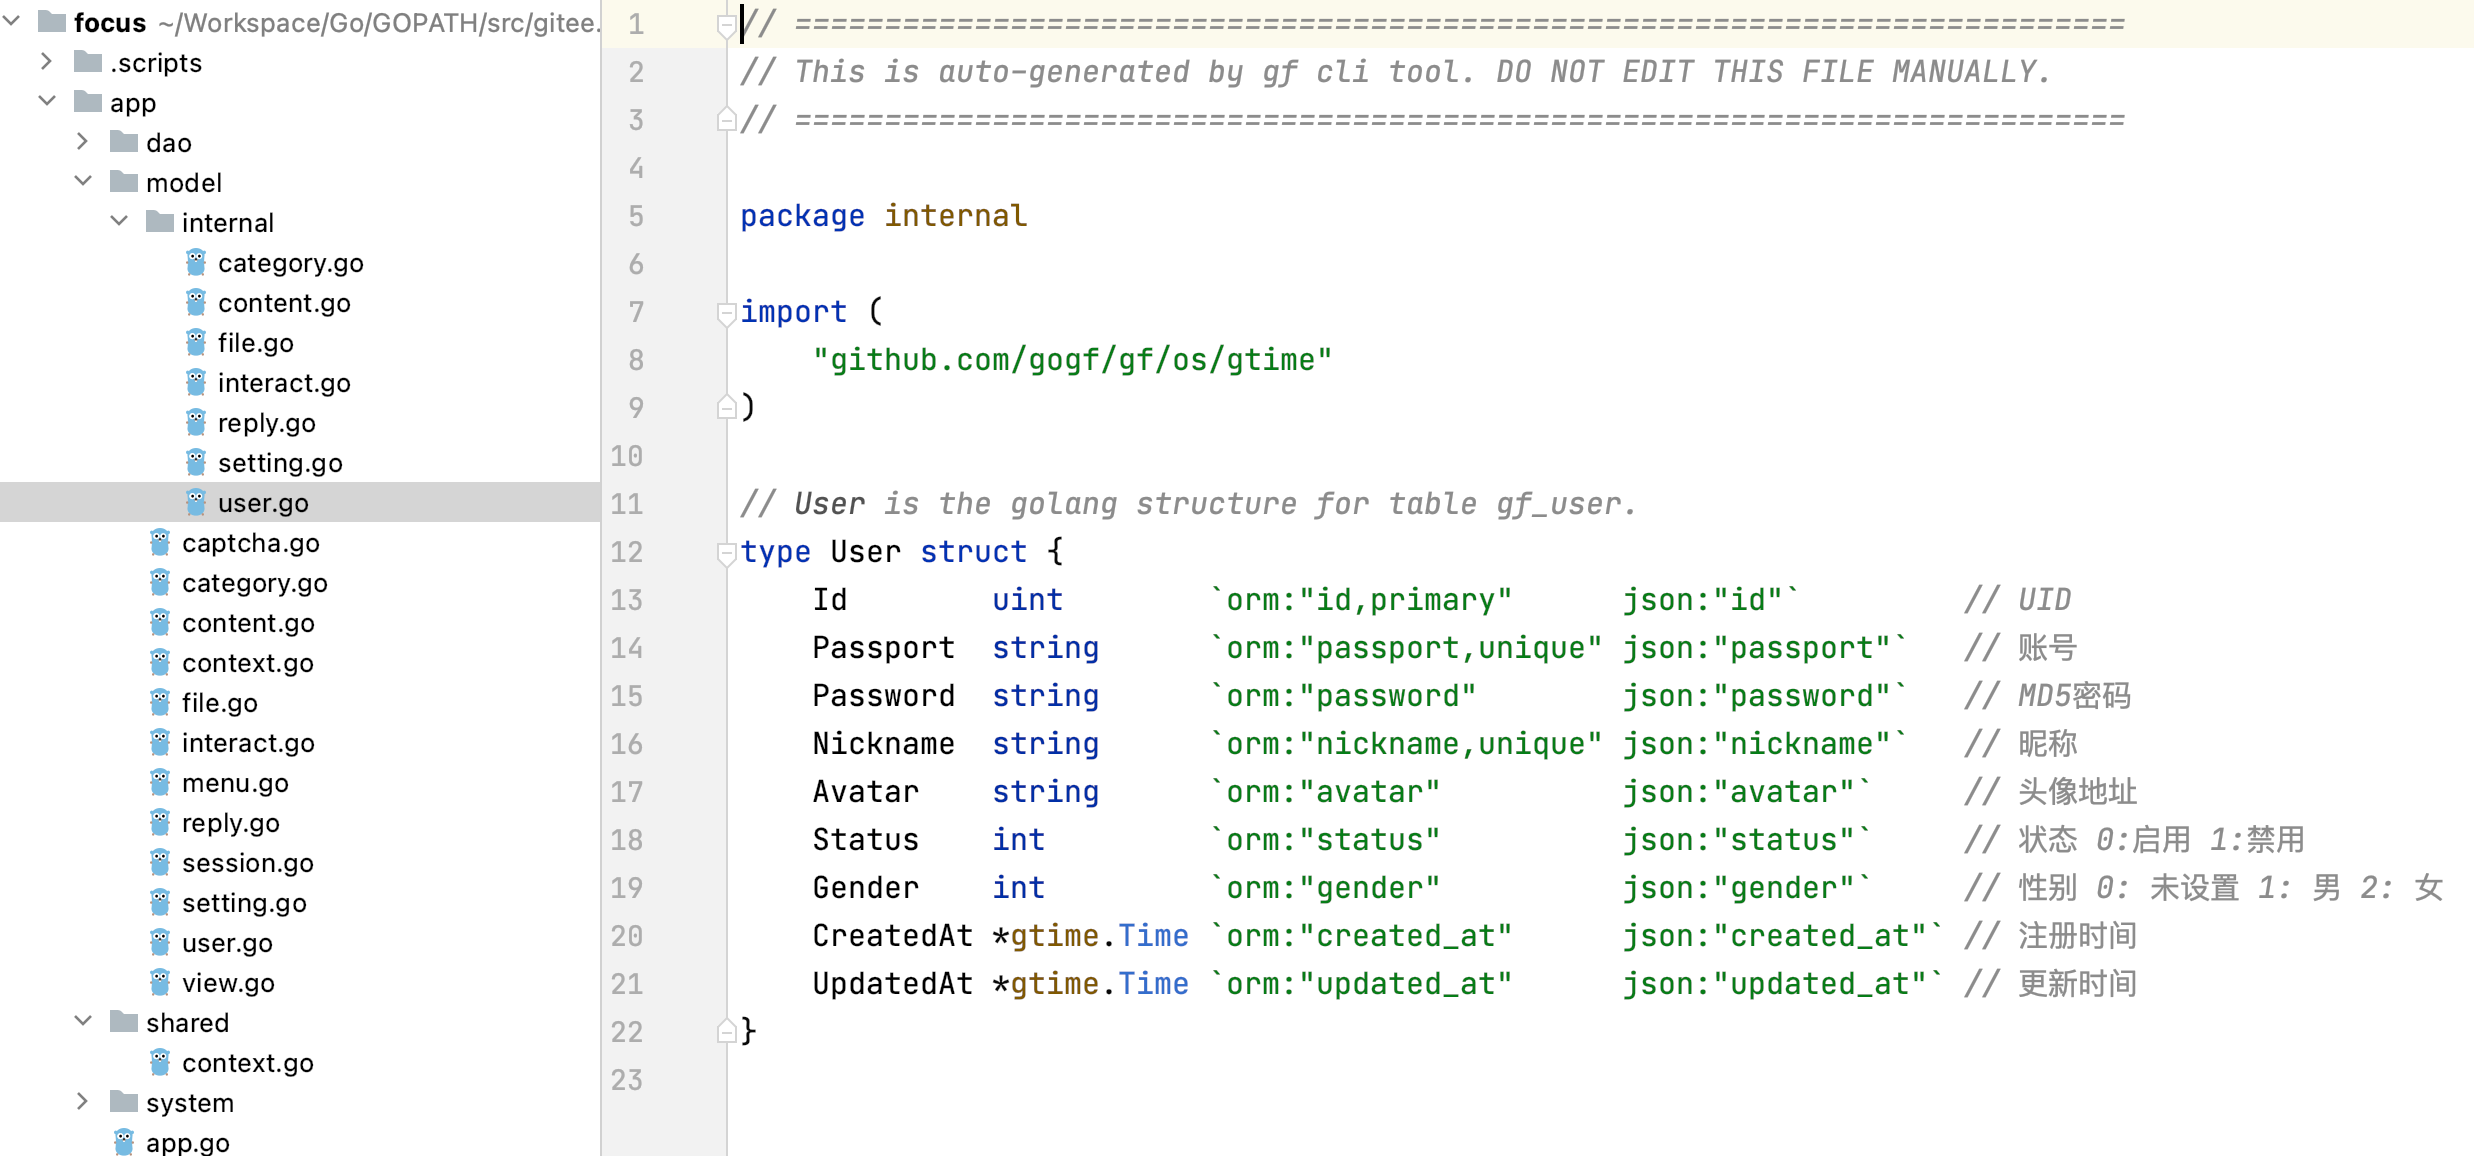 focus ~/Workspace/Go/GOPATH/src/gitee.
.scripts
app
dao
model
internal
category.go
content.go
file.go
interact.go
reply.go
setting.go
user.go
captcha.go
category.go
content.go
context.go
file.go
interact.go
menu.go
reply.go
session.go
setting.go
user.go
view.go
shared
context.go
system
app.go
1 // ==========================================================================
2 // This is auto-generated by gf cli tool. DO NOT EDIT THIS FILE MANUALLY.
3 // ==========================================================================
4
5 package internal
6
7 import (
8 "github.com/gogf/gf/os/gtime"
9 )
10
11 // User is the golang structure for table gf_user.
12 type User struct {
13 Id uint `orm:"id,primary" json:"id"` // UID
14 Passport string `orm:"passport,unique" json:"passport"` // 账号
15 Password string `orm:"password" json:"password"` // MD5密码
16 Nickname string `orm:"nickname,unique" json:"nickname"` // 昵称
17 Avatar string `orm:"avatar" json:"avatar"` // 头像地址
18 Status int `orm:"status" json:"status"` // 状态 0:启用 1:禁用
19 Gender int `orm:"gender" json:"gender"` // 性别 0: 未设置 1: 男 2: 女
20 CreatedAt *gtime.Time `orm:"created_at" json:"created_at"` // 注册时间
21 UpdatedAt *gtime.Time `orm:"updated_at" json:"updated_at"` // 更新时间
22 }
23